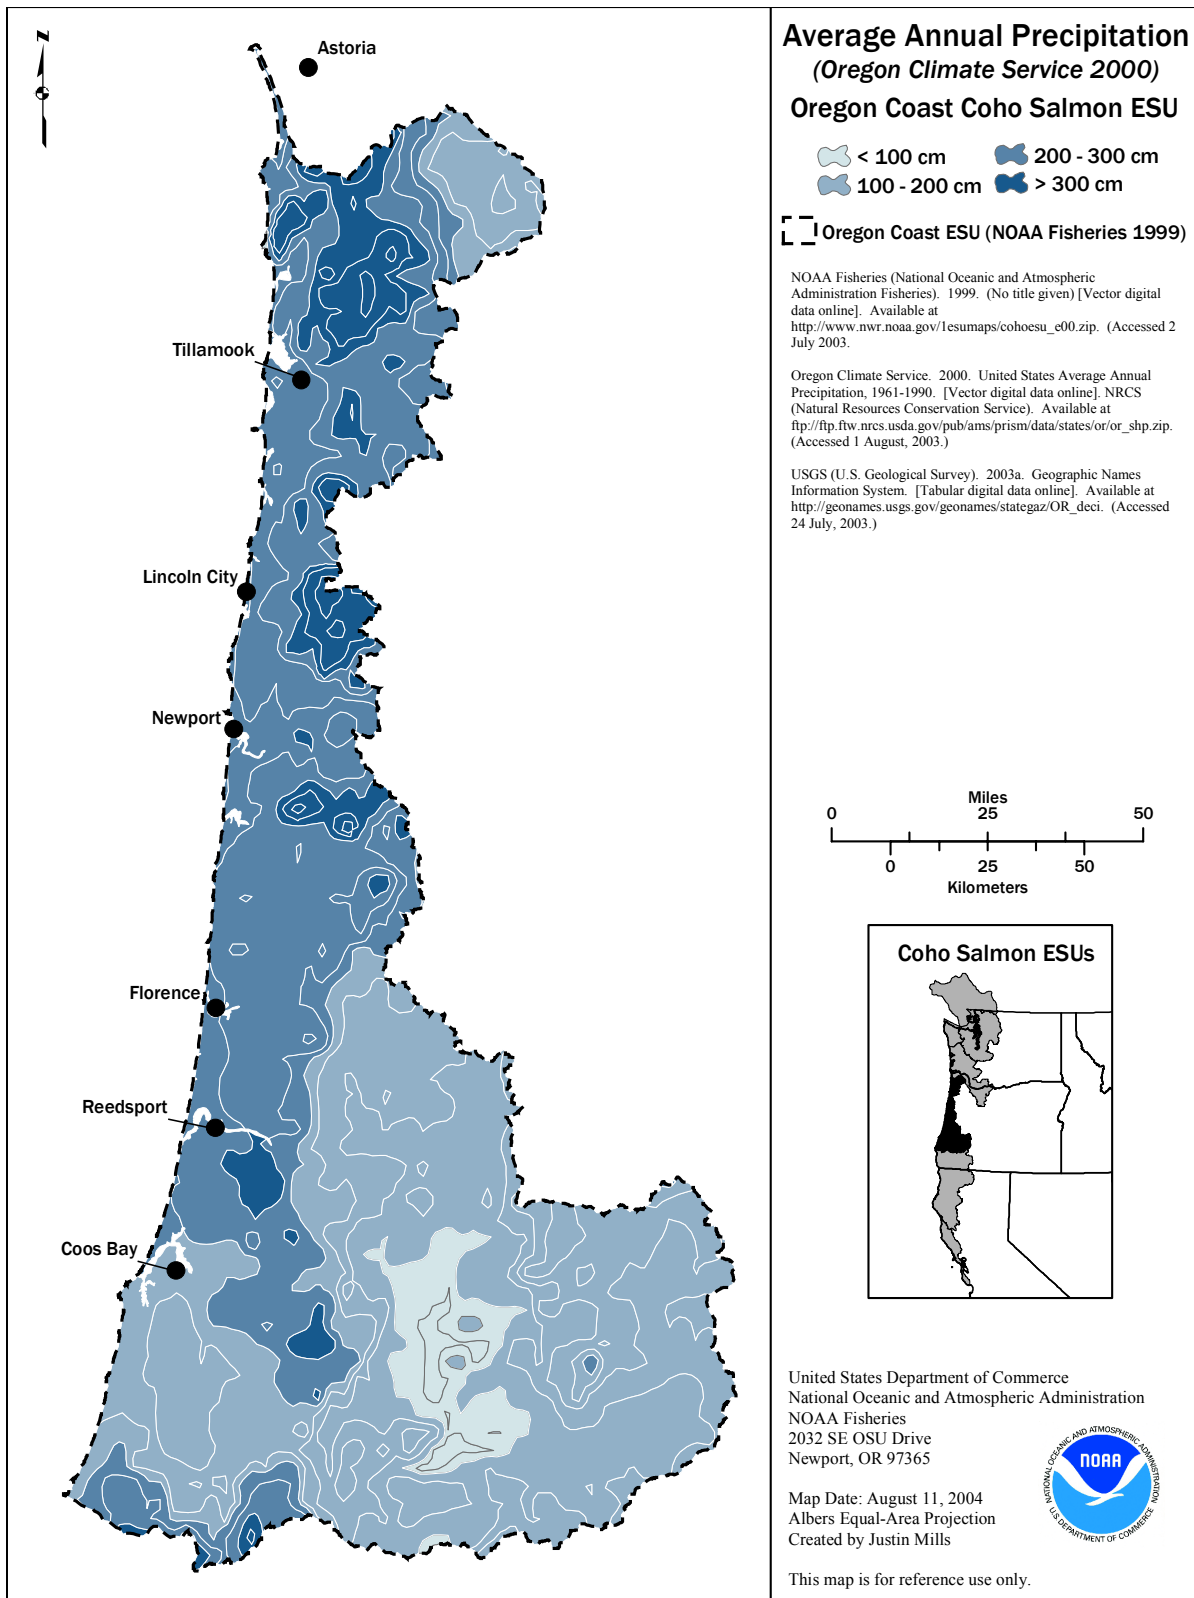 N
Astoria
Tillamook
Lincoln City
Newport
Florence
Reedsport
Coos Bay
Average Annual Precipitation
(Oregon Climate Service 2000)
Oregon Coast Coho Salmon ESU
< 100 cm
200 - 300 cm
100 - 200 cm
> 300 cm
Oregon Coast ESU (NOAA Fisheries 1999)
NOAA Fisheries (National Oceanic and Atmospheric
Administration Fisheries).  1999.  (No title given) [Vector digital
data online].  Available at
http://www.nwr.noaa.gov/1esumaps/cohoesu_e00.zip.  (Accessed 2
July 2003.
Oregon Climate Service.  2000.  United States Average Annual
Precipitation, 1961-1990.  [Vector digital data online]. NRCS
(Natural Resources Conservation Service).  Available at
ftp://ftp.ftw.nrcs.usda.gov/pub/ams/prism/data/states/or/or_shp.zip.
(Accessed 1 August, 2003.)
USGS (U.S. Geological Survey).  2003a.  Geographic Names
Information System.  [Tabular digital data online].  Available at
http://geonames.usgs.gov/geonames/stategaz/OR_deci.  (Accessed
24 July, 2003.)
Miles
0 25 50
0 25 50
Kilometers
Coho Salmon ESUs
United States Department of Commerce
National Oceanic and Atmospheric Administration
NOAA Fisheries
2032 SE OSU Drive
Newport, OR 97365
Map Date: August 11, 2004
Albers Equal-Area Projection
Created by Justin Mills
This map is for reference use only.
NATIONAL OCEANIC AND ATMOSPHERIC ADMINISTRATION
NOAA
U.S. DEPARTMENT OF COMMERCE